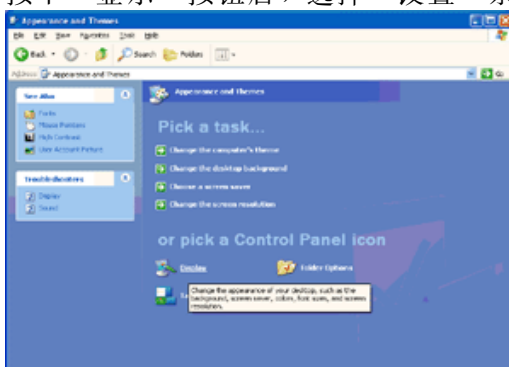 Appearance and Themes
File Edit View Favorites Tools Help
Back Search Folders
Address Appearance and Themes
See Also
Fonts
Mouse Pointers
High Contrast
User Account Picture
Troubleshooters
Display
Sound
Appearance and Themes
Pick a task...
Change the computer's theme
Change the desktop background
Choose a screen saver
Change the screen resolution
or pick a Control Panel icon
Display Folder Options
Change the appearance of your desktop, such as the
background, screen saver, colors, font sizes, and screen
resolution.